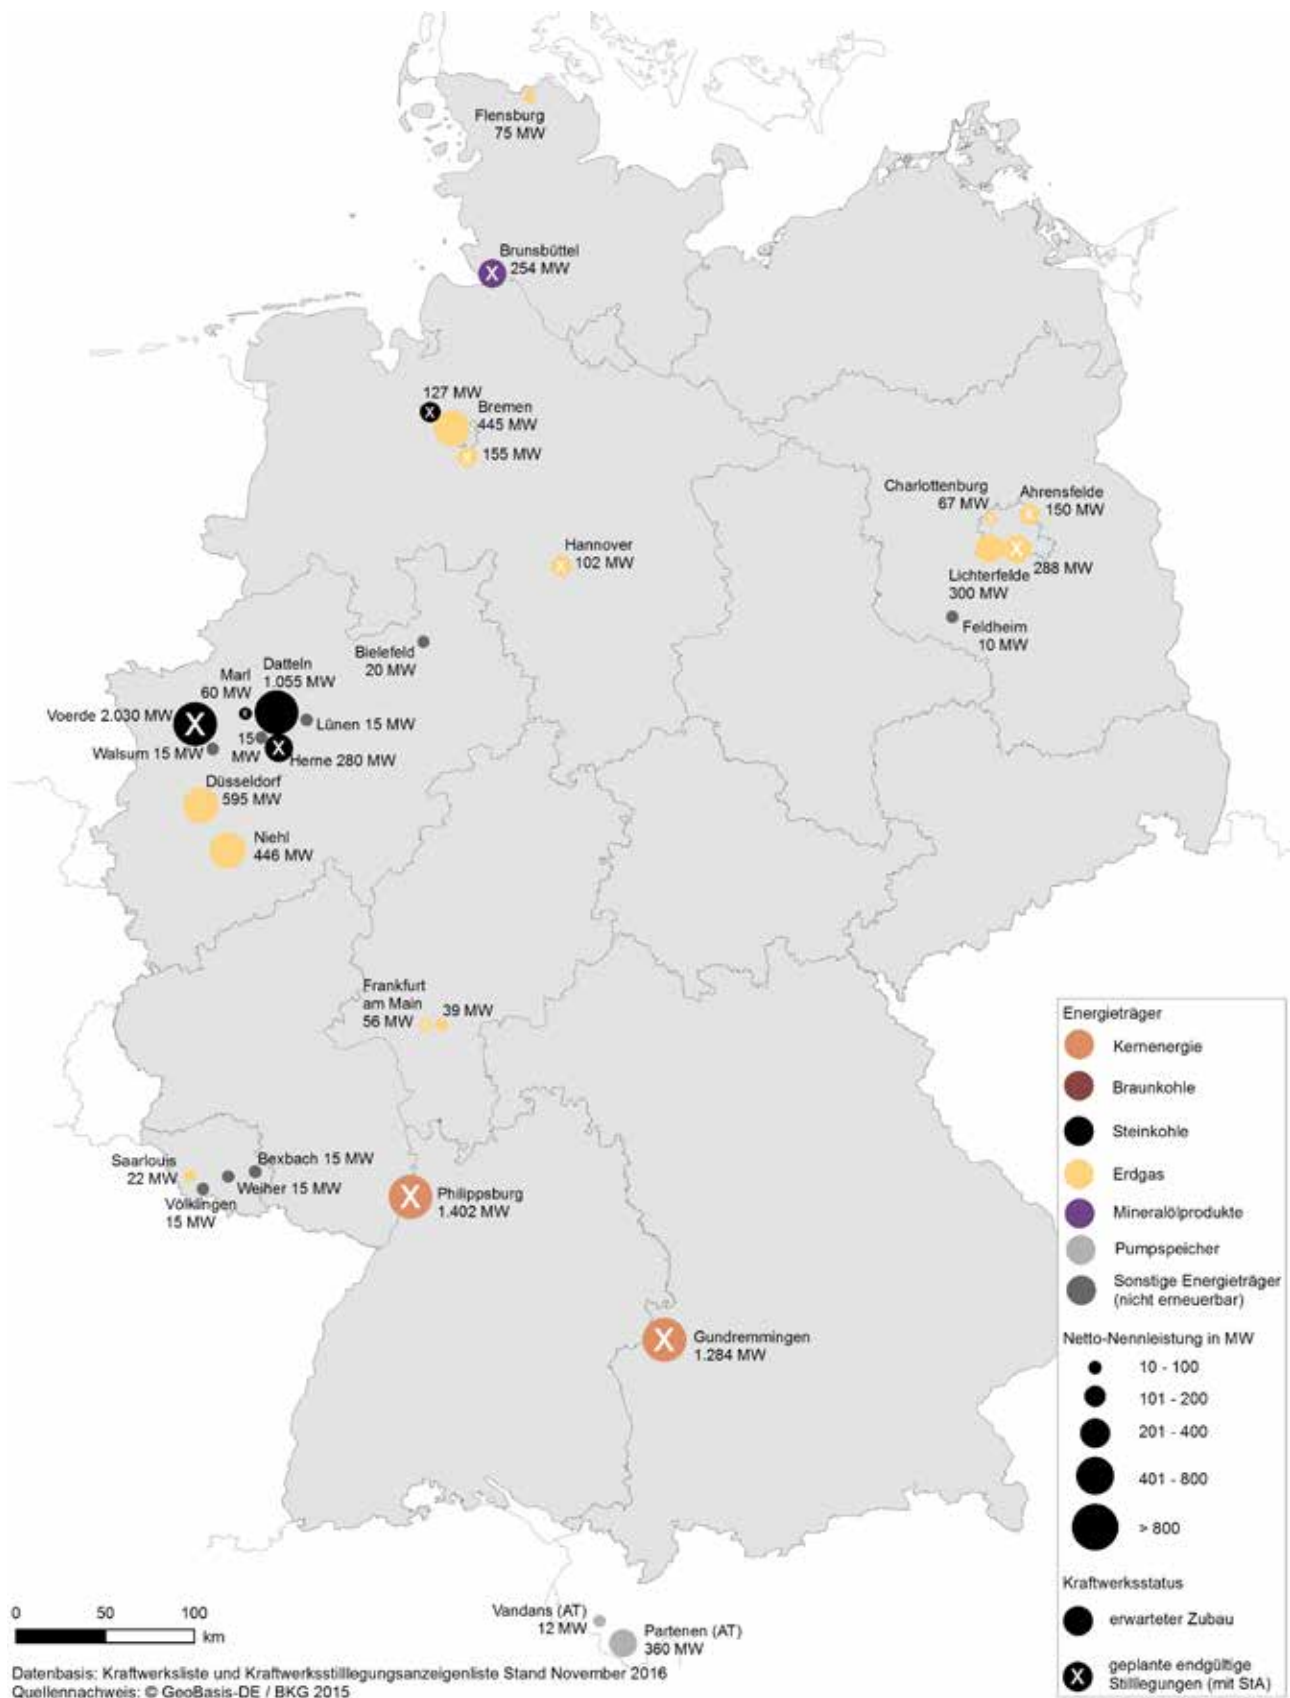 Flensburg
75 MW
Brunsbüttel
X 254 MW
127 MW
X
Bremen
445 MW
X 155 MW
Charlottenburg
67 MW
Ahrensfelde
X 150 MW
Hannover
X 102 MW
X
288 MW
Lichterfelde
300 MW
Feldheim
10 MW
Bielefeld
20 MW
Datteln
1.055 MW
Marl
60 MW
Voerde 2.030 MW X
Lünen 15 MW
Walsum 15 MW
15
MW
X
Herne 280 MW
Düsseldorf
595 MW
Niehl
446 MW
Frankfurt
am Main
56 MW
39 MW
Saarlouis
22 MW
Bexbach 15 MW
Weiher 15 MW
Völklingen
15 MW
X Philippsburg
1.402 MW
X Gundremmingen
1.284 MW
Vandans (AT)
12 MW
Partenen (AT)
360 MW
Energieträger
Kernenergie
Braunkohle
Steinkohle
Erdgas
Mineralölprodukte
Pumpspeicher
Sonstige Energieträger
(nicht erneuerbar)
Netto-Nennleistung in MW
10 - 100
101 - 200
201 - 400
401 - 800
> 800
Kraftwerksstatus
erwarteter Zubau
X geplante endgültige
Stilllegungen (mit StA)
0 50 100
km
Datenbasis: Kraftwerksliste und Kraftwerksstilllegungsanzeigenliste Stand November 2016
Quellennachweis: © GeoBasis-DE / BKG 2015